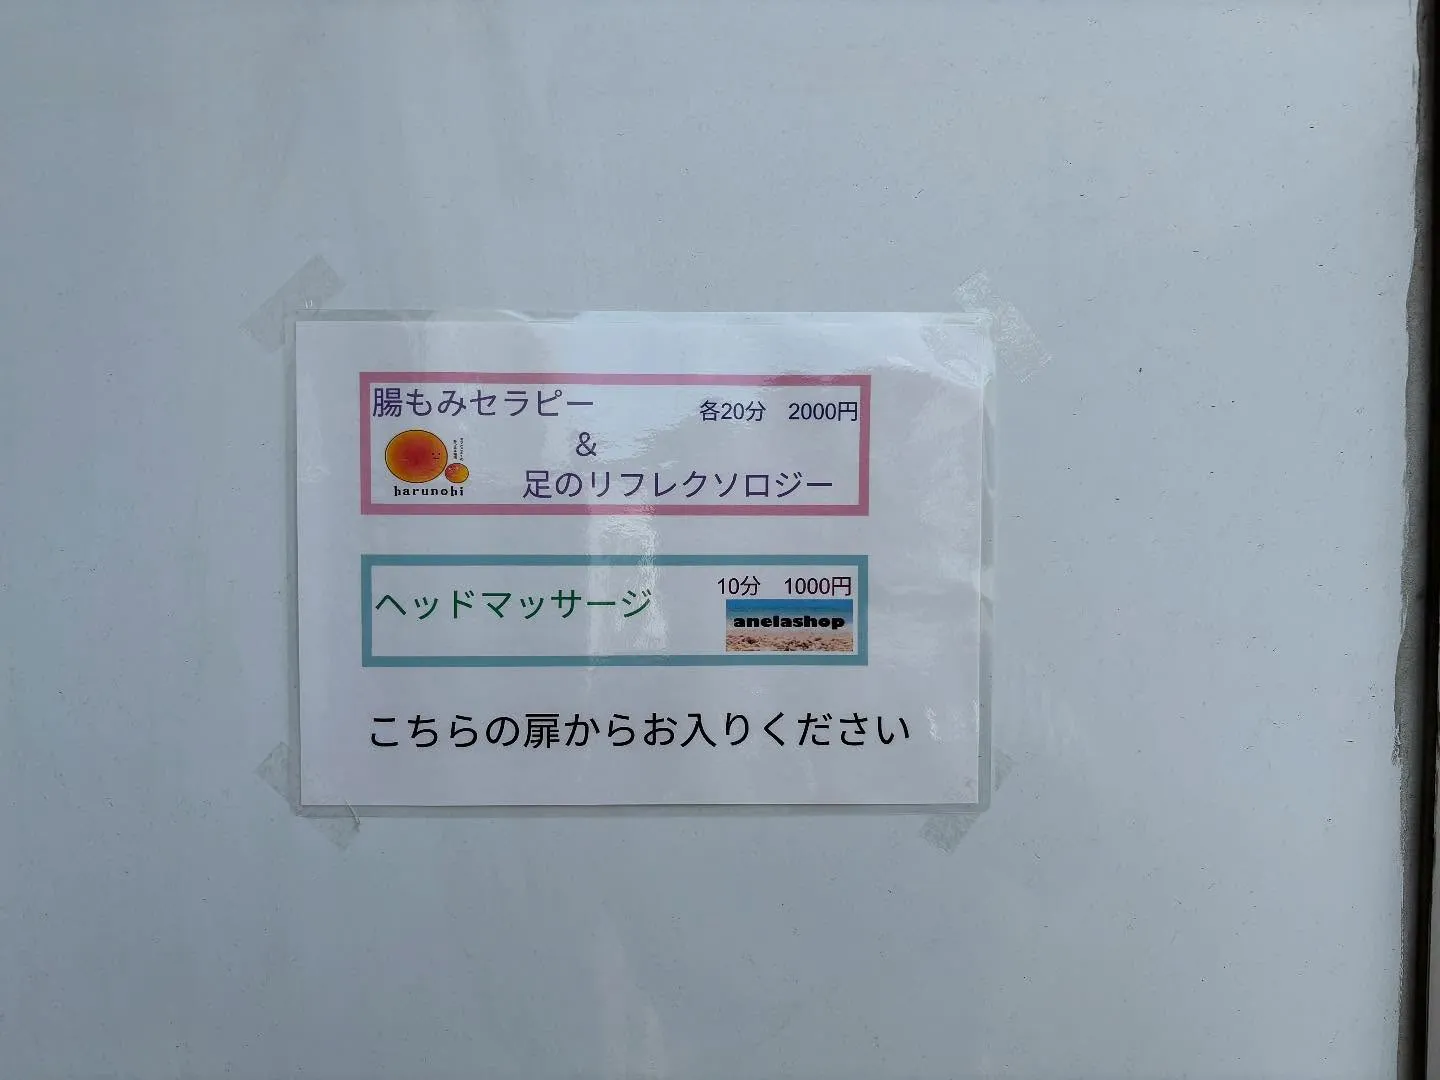 腸もみセラピー
各20分　2000円
&
harunohi
足のリフレクソロジー
ヘッドマッサージ
10分　1000円
anelashop
こちらの扉からお入りください